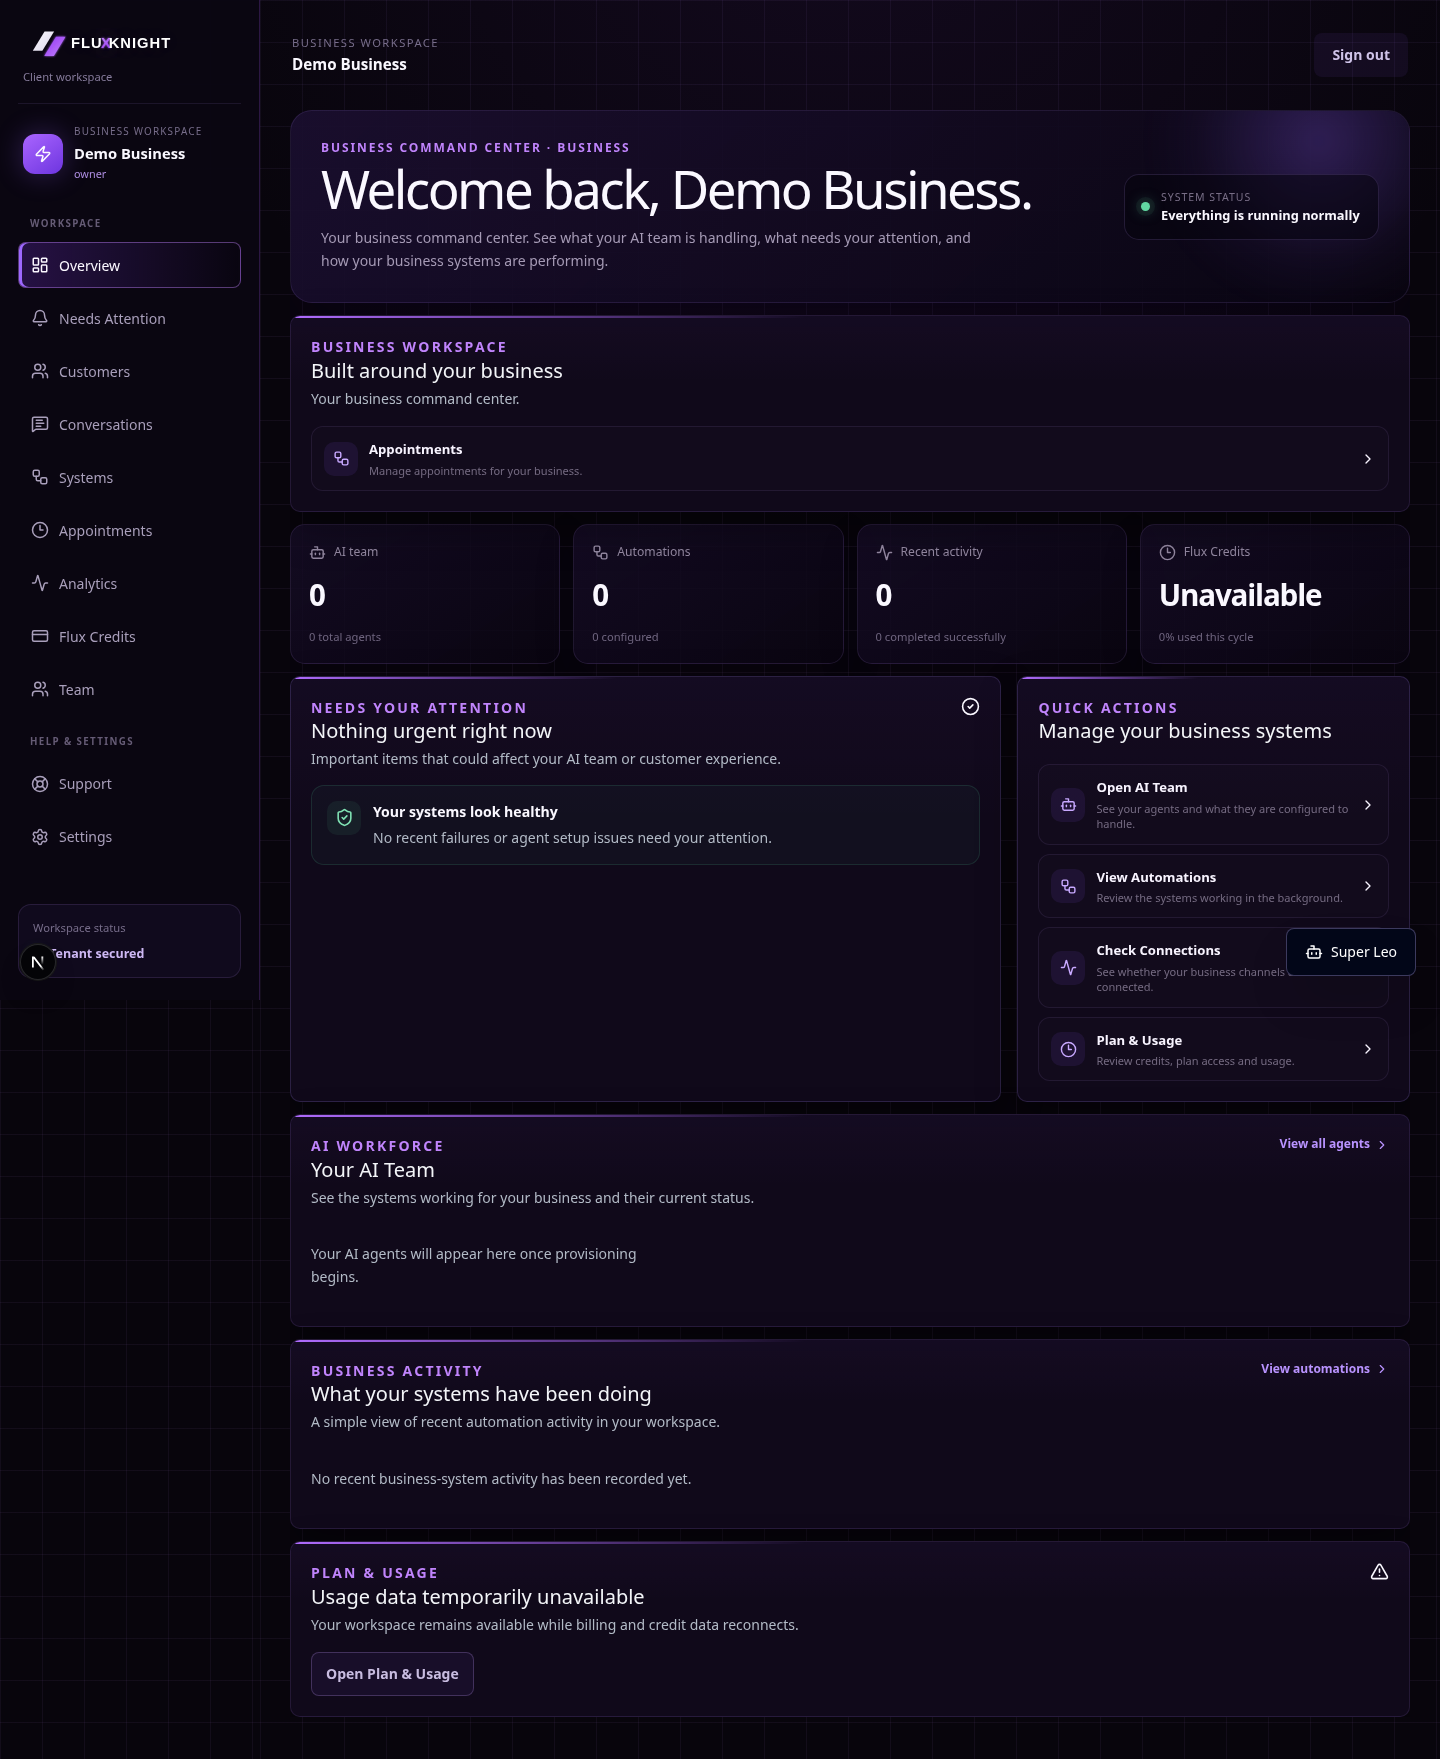 FLUXKNIGHT
Client workspace
BUSINESS WORKSPACE
Demo Business
owner
WORKSPACE
Overview
Needs Attention
Customers
Conversations
Systems
Appointments
Analytics
Flux Credits
Team
HELP & SETTINGS
Support
Settings
Workspace status
Tenant secured
N
BUSINESS WORKSPACE
Demo Business
Sign out
BUSINESS COMMAND CENTER · BUSINESS
Welcome back, Demo Business.
Your business command center. See what your AI team is handling, what needs your attention, and
how your business systems are performing.
SYSTEM STATUS
Everything is running normally
BUSINESS WORKSPACE
Built around your business
Your business command center.
Appointments
Manage appointments for your business.
AI team
0
0 total agents
Automations
0
0 configured
Recent activity
0
0 completed successfully
Flux Credits
Unavailable
0% used this cycle
NEEDS YOUR ATTENTION
Nothing urgent right now
Important items that could affect your AI team or customer experience.
Your systems look healthy
No recent failures or agent setup issues need your attention.
QUICK ACTIONS
Manage your business systems
Open AI Team
See your agents and what they are configured to
handle.
View Automations
Review the systems working in the background.
Check Connections
See whether your business channels
connected.
Super Leo
Plan & Usage
Review credits, plan access and usage.
AI WORKFORCE
Your AI Team
See the systems working for your business and their current status.
View all agents
Your AI agents will appear here once provisioning
begins.
BUSINESS ACTIVITY
What your systems have been doing
A simple view of recent automation activity in your workspace.
View automations
No recent business-system activity has been recorded yet.
PLAN & USAGE
Usage data temporarily unavailable
Your workspace remains available while billing and credit data reconnects.
Open Plan & Usage